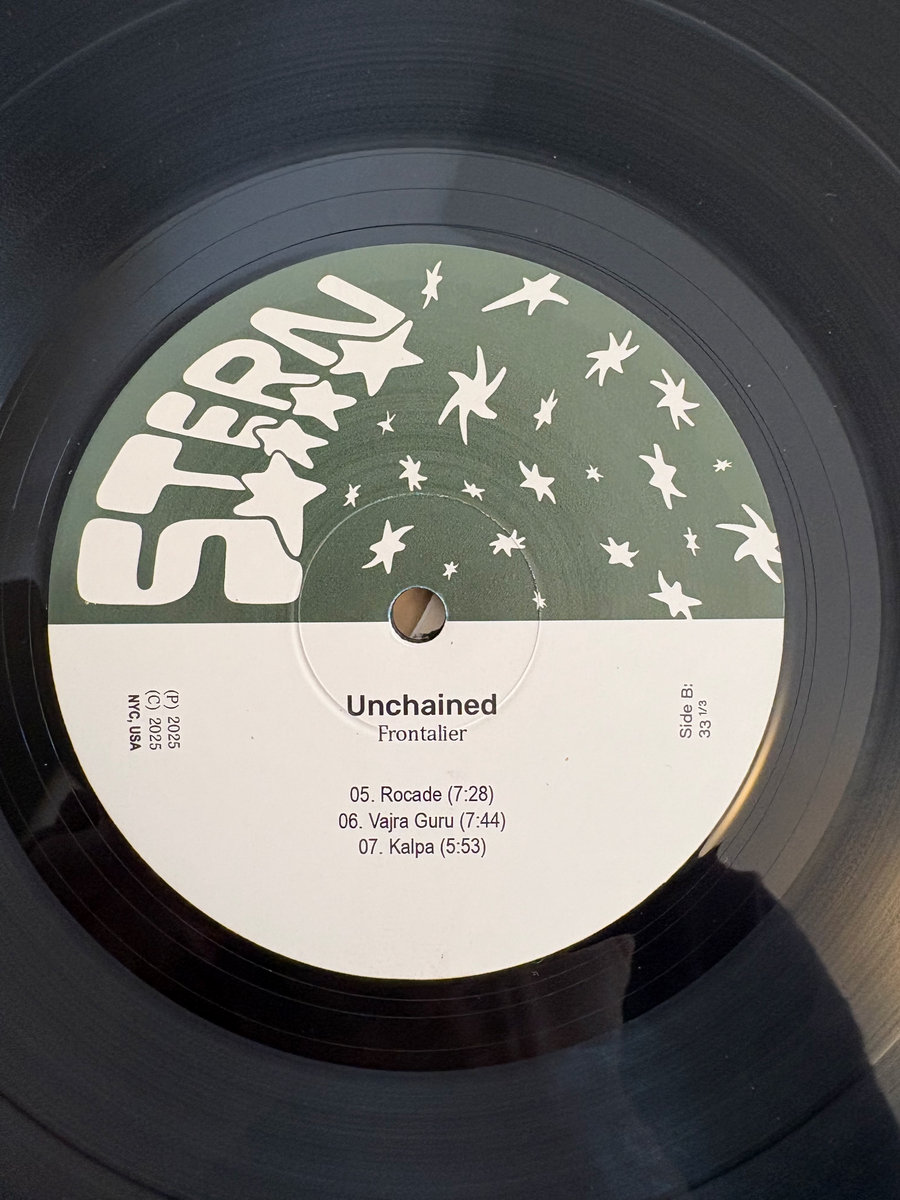 STERN
Unchained
Frontalier
05. Rocade (7:28)
06. Vajra Guru (7:44)
07. Kalpa (5:53)
(P) 2025
(C) 2025
NYC, USA
Side B:
33 1/3